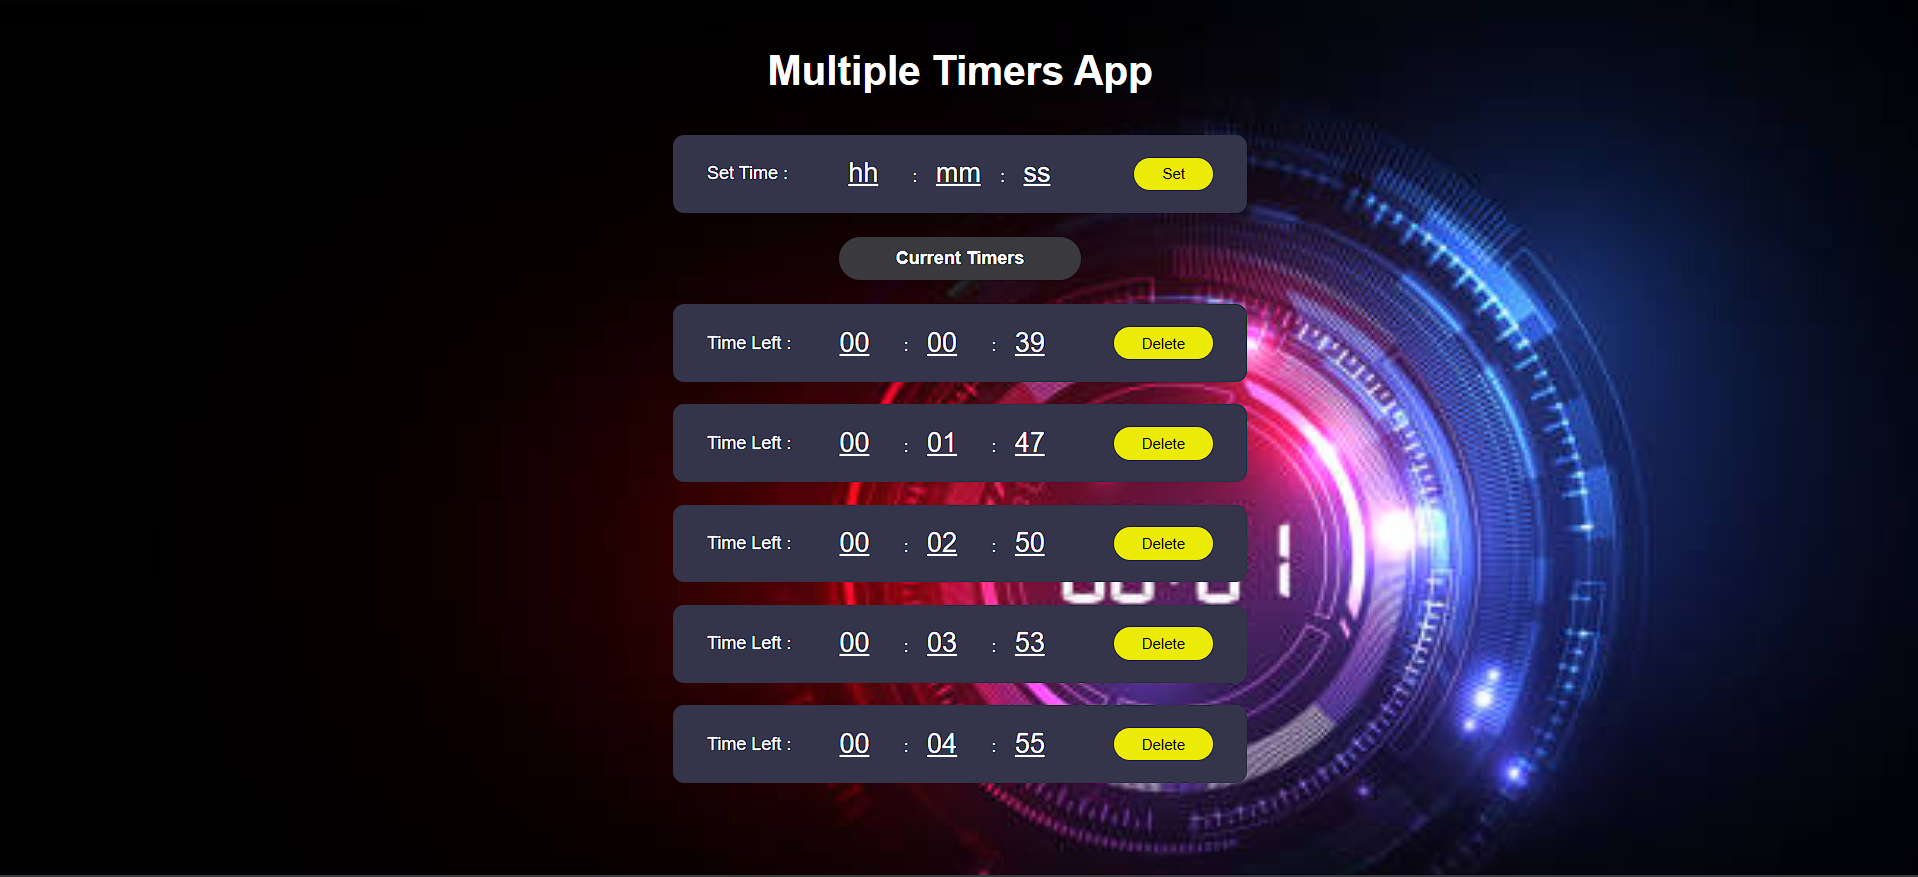 Multiple Timers App
Set Time : hh : mm : ss Set
Current Timers
Time Left : 00 : 00 : 39 Delete
Time Left : 00 : 01 : 47 Delete
Time Left : 00 : 02 : 50 Delete
Time Left : 00 : 03 : 53 Delete
Time Left : 00 : 04 : 55 Delete